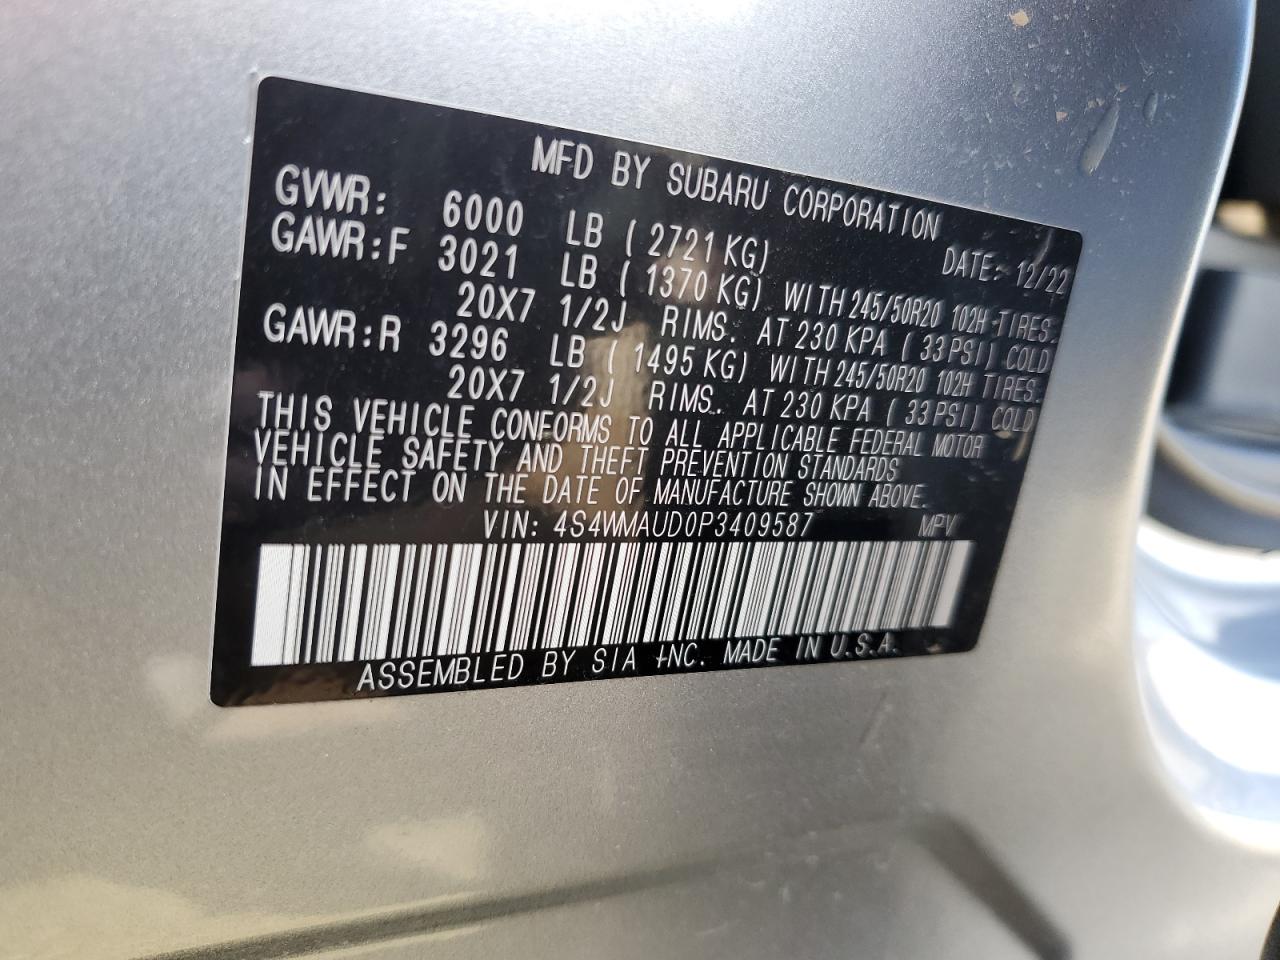 MFD BY SUBARU CORPORATION DATE: 12/22
GVWR: 6000 LB (2721 KG)
GAWR:F 3021 LB (1370 KG) WITH 245/50R20 102H TIRES.
20X7 1/2J RIMS. AT 230 KPA (33 PSI) COLD
GAWR:R 3296 LB (1495 KG) WITH 245/50R20 102H TIRES.
20X7 1/2J RIMS. AT 230 KPA (33 PSI) COLD
THIS VEHICLE CONFORMS TO ALL APPLICABLE FEDERAL MOTOR
VEHICLE SAFETY AND THEFT PREVENTION STANDARDS
IN EFFECT ON THE DATE OF MANUFACTURE SHOWN ABOVE.
VIN: 4S4WMAUD0P3409587 MPV
ASSEMBLED BY SIA INC. MADE IN U.S.A.